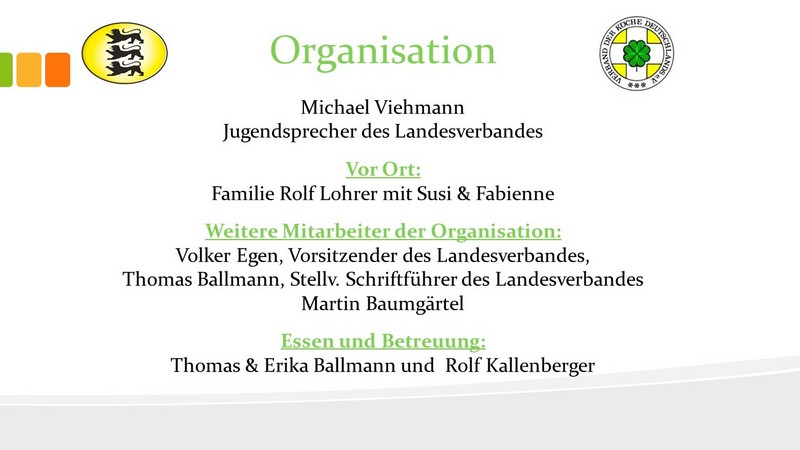 Organisation
VERBAND DER KÖCHE DEUTSCHLANDS e.V.
Michael Viehmann
Jugendsprecher des Landesverbandes
Vor Ort:
Familie Rolf Lohrer mit Susi & Fabienne
Weitere Mitarbeiter der Organisation:
Volker Egen, Vorsitzender des Landesverbandes,
Thomas Ballmann, Stellv. Schriftführer des Landesverbandes
Martin Baumgärtel
Essen und Betreuung:
Thomas & Erika Ballmann und  Rolf Kallenberger